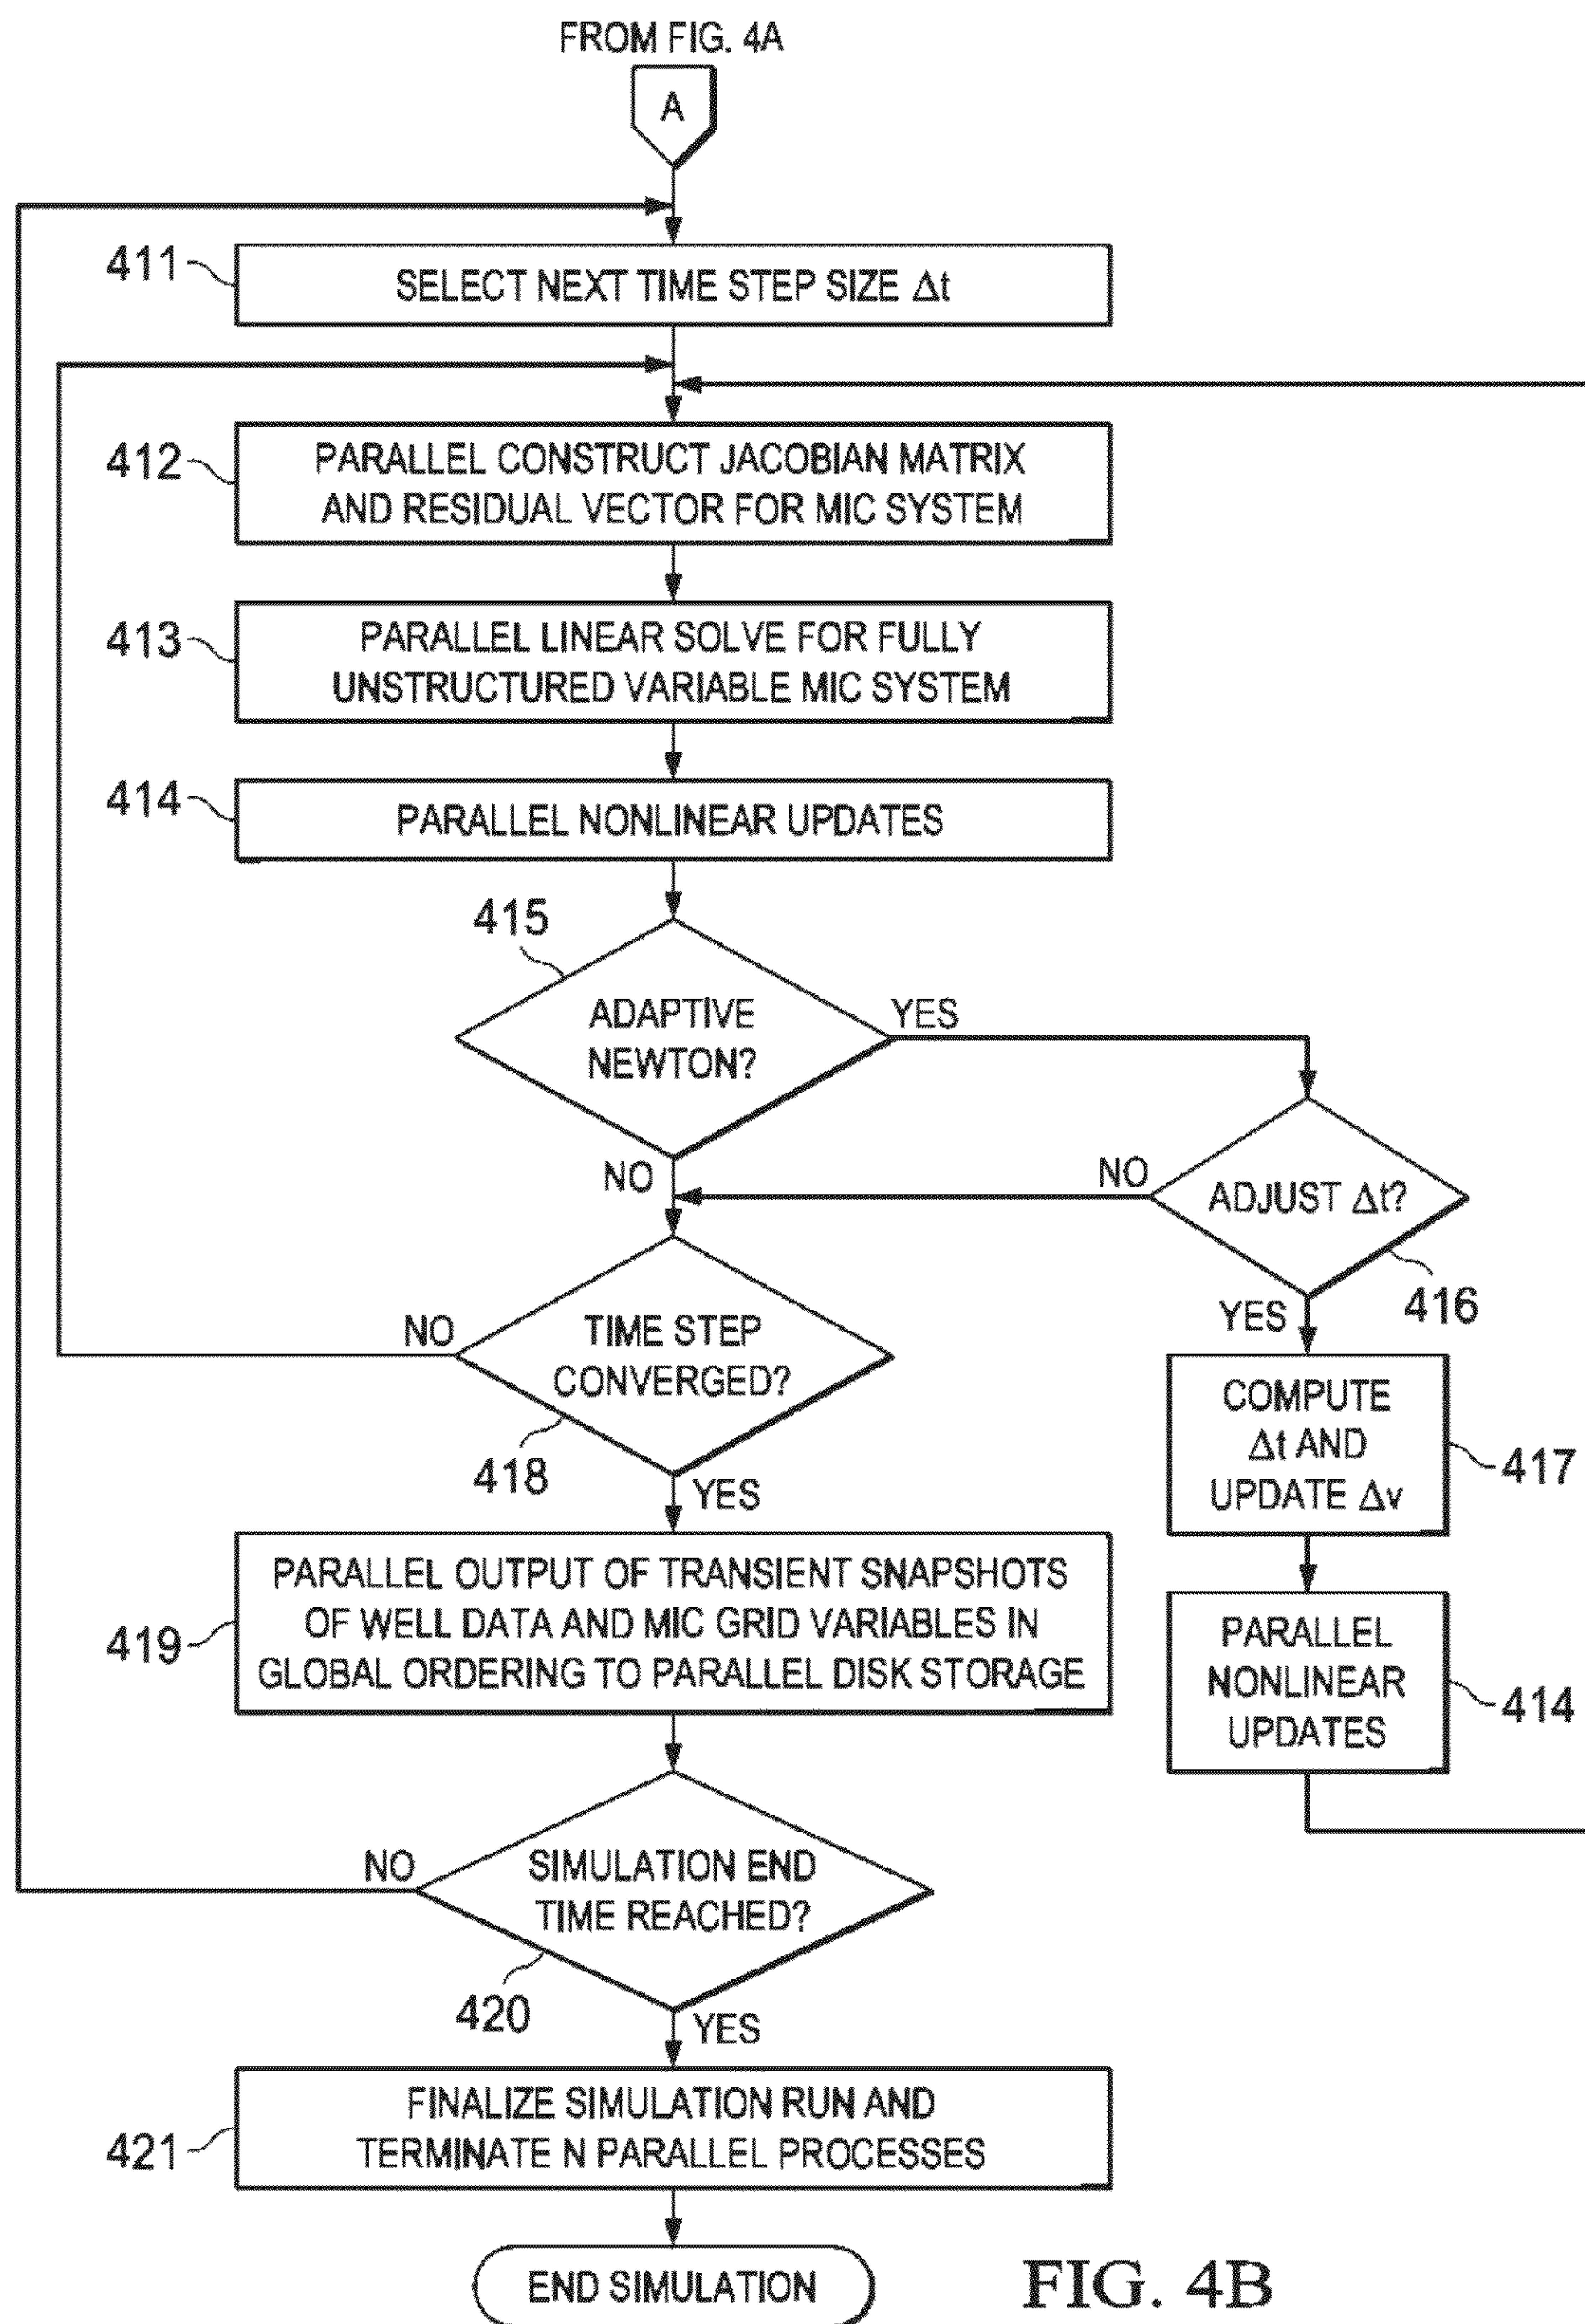 FROM FIG. 4A
A
411
SELECT NEXT TIME STEP SIZE Δt
412
PARALLEL CONSTRUCT JACOBIAN MATRIX
AND RESIDUAL VECTOR FOR MIC SYSTEM
413
PARALLEL LINEAR SOLVE FOR FULLY
UNSTRUCTURED VARIABLE MIC SYSTEM
414
PARALLEL NONLINEAR UPDATES
415
ADAPTIVE
NEWTON?
YES
NO
NO
ADJUST Δt?
416
YES
COMPUTE
Δt AND
UPDATE Δv
417
PARALLEL
NONLINEAR
UPDATES
414
NO
TIME STEP
CONVERGED?
418
YES
PARALLEL OUTPUT OF TRANSIENT SNAPSHOTS
OF WELL DATA AND MIC GRID VARIABLES IN
GLOBAL ORDERING TO PARALLEL DISK STORAGE
419
NO
SIMULATION END
TIME REACHED?
420
YES
FINALIZE SIMULATION RUN AND
TERMINATE N PARALLEL PROCESSES
421
END SIMULATION
FIG. 4B